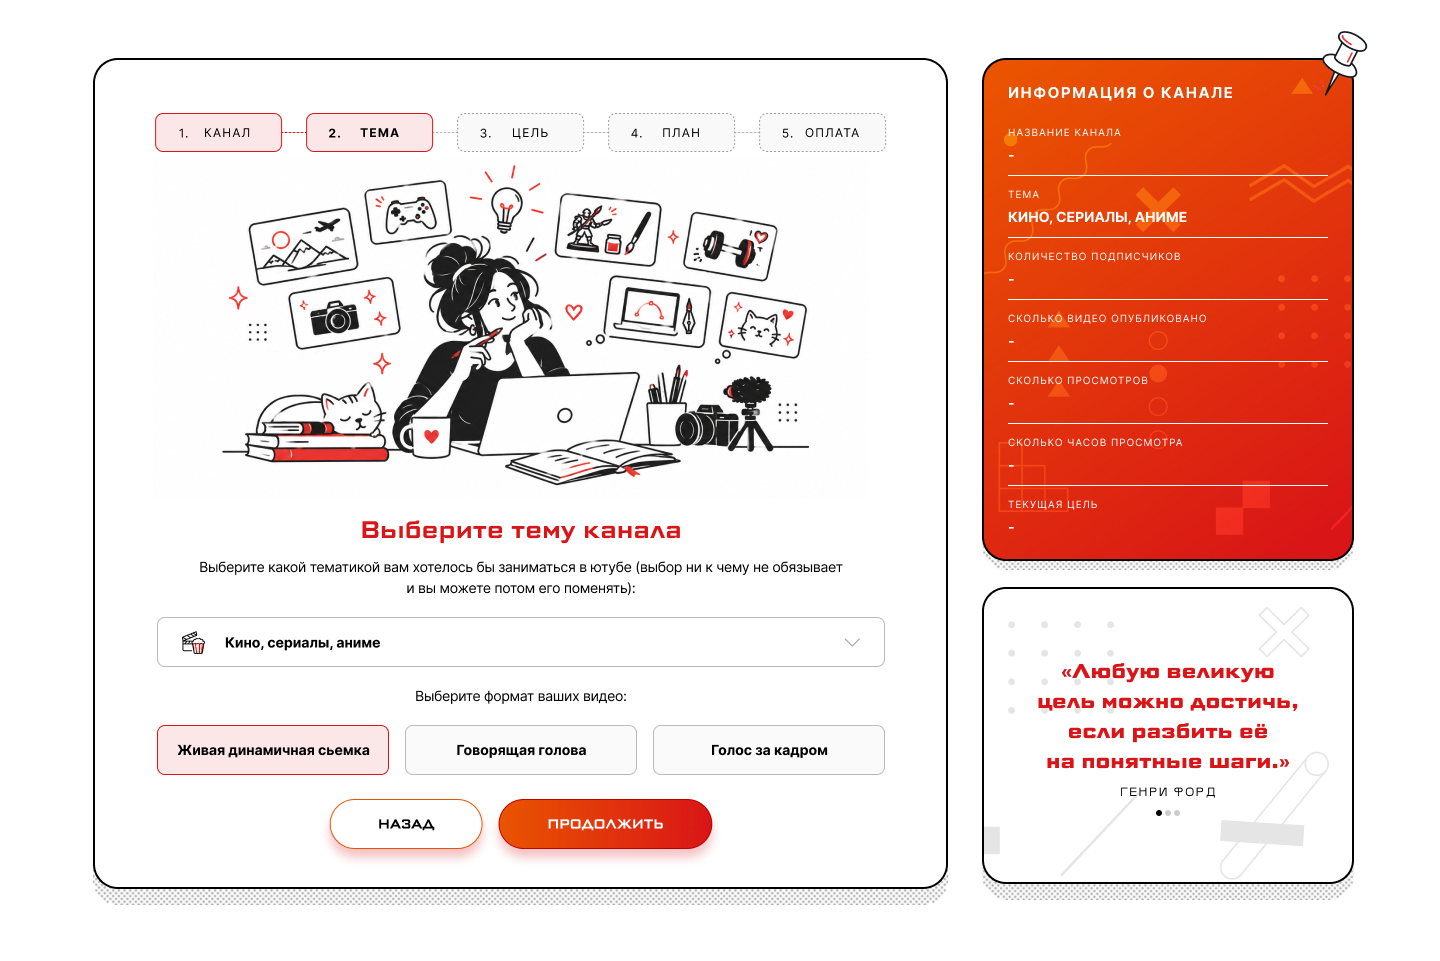 1. КАНАЛ
2. ТЕМА
3. ЦЕЛЬ
4. ПЛАН
5. ОПЛАТА
Выберите тему канала
Выберите какой тематикой вам хотелось бы заниматься в ютубе (выбор ни к чему не обязывает
и вы можете потом его поменять):
Кино, сериалы, аниме
Выберите формат ваших видео:
Живая динамичная сьемка
Говорящая голова
Голос за кадром
НАЗАД
ПРОДОЛЖИТЬ
ИНФОРМАЦИЯ О КАНАЛЕ
НАЗВАНИЕ КАНАЛА
-
ТЕМА
КИНО, СЕРИАЛЫ, АНИМЕ
КОЛИЧЕСТВО ПОДПИСЧИКОВ
-
СКОЛЬКО ВИДЕО ОПУБЛИКОВАНО
-
СКОЛЬКО ПРОСМОТРОВ
-
СКОЛЬКО ЧАСОВ ПРОСМОТРА
-
ТЕКУЩАЯ ЦЕЛЬ
-
«Любую великую
цель можно достичь,
если разбить её
на понятные шаги.»
ГЕНРИ ФОРД